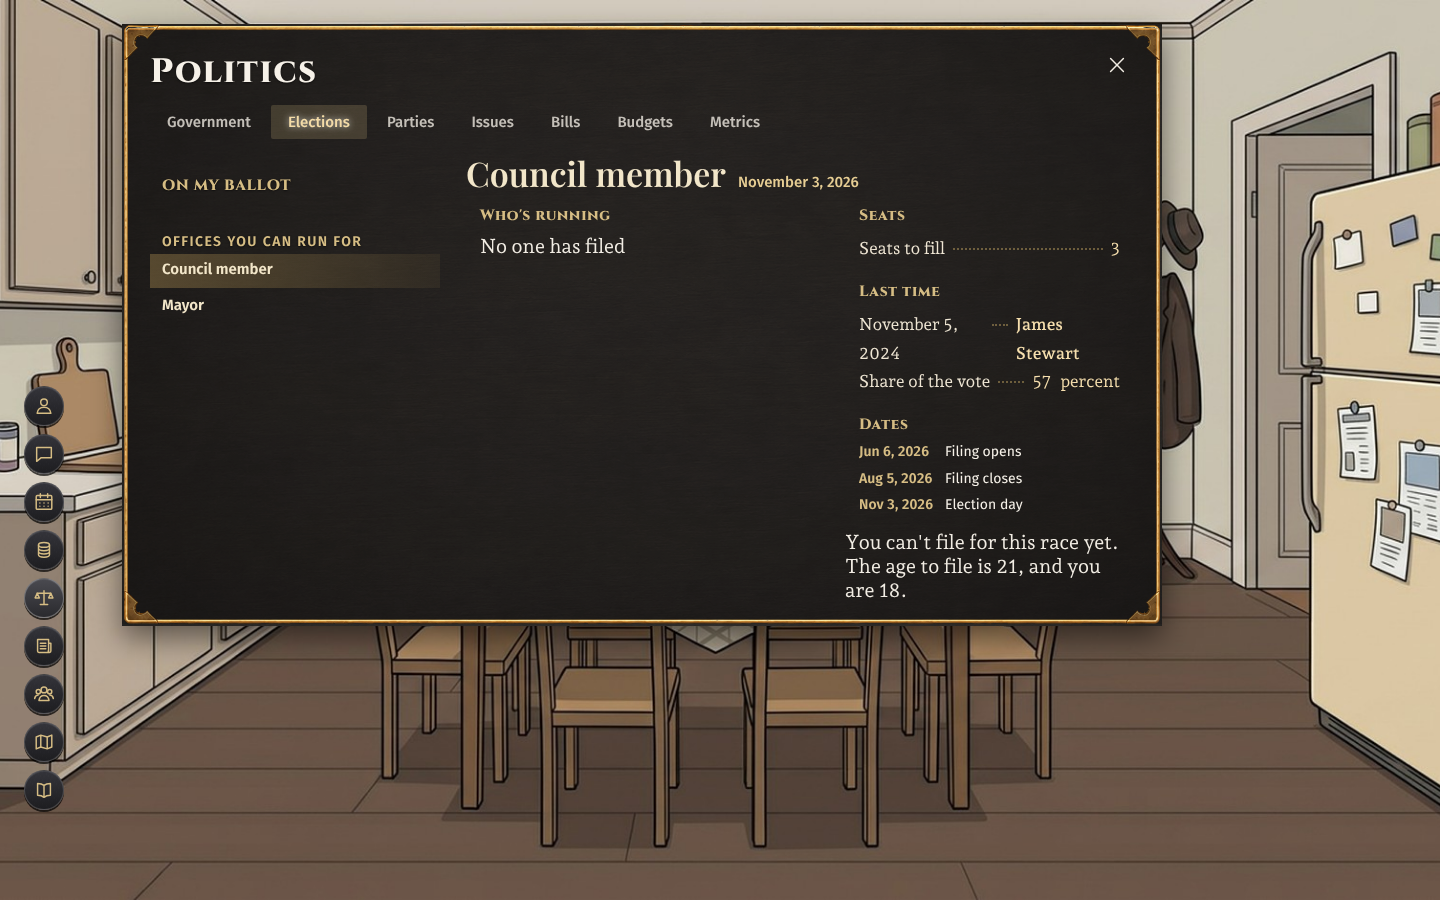 Politics
Government
Elections
Parties
Issues
Bills
Budgets
Metrics
On my ballot
OFFICES YOU CAN RUN FOR
Council member
Mayor
Council member November 3, 2026
Who's running
No one has filed
Seats
Seats to fill 3
Last time
November 5, 2024 James Stewart
Share of the vote 57 percent
Dates
Jun 6, 2026 Filing opens
Aug 5, 2026 Filing closes
Nov 3, 2026 Election day
You can't file for this race yet.
The age to file is 21, and you
are 18.